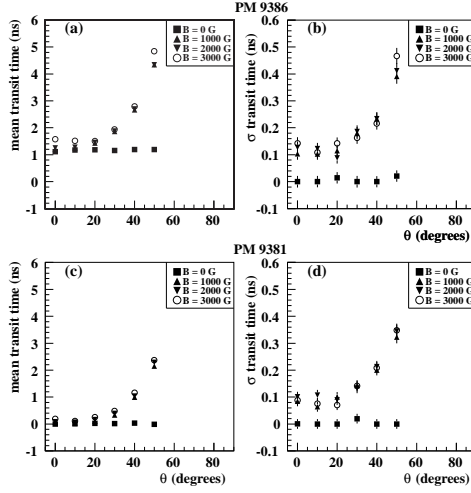 PM 9386
mean transit time (ns)
6
5
4
3
2
1
0
-1
(a)
B = 0 G
B = 1000 G
B = 2000 G
B = 3000 G
0 20 40 60 80
σ transit time (ns)
0.6
0.5
0.4
0.3
0.2
0.1
0
-0.1
(b)
B = 0 G
B = 1000 G
B = 2000 G
B = 3000 G
0 20 40 60 80
θ (degrees)
PM 9381
mean transit time (ns)
6
5
4
3
2
1
0
-1
(c)
B = 0 G
B = 1000 G
B = 2000 G
B = 3000 G
0 20 40 60 80
θ (degrees)
σ transit time (ns)
0.6
0.5
0.4
0.3
0.2
0.1
0
-0.1
(d)
B = 0 G
B = 1000 G
B = 2000 G
B = 3000 G
0 20 40 60 80
θ (degrees)